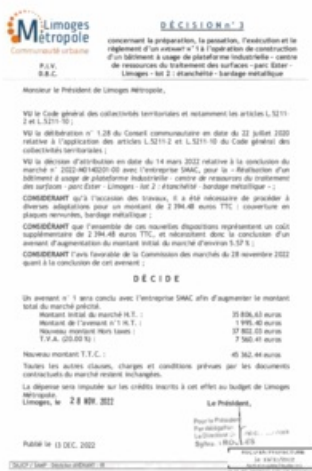 Limoges
Métropole
Communauté urbaine
P.I.V.
D.B.C.
D É C I S I O N n° 3
concernant la préparation, la passation, l'exécution et le
règlement d'un avenant n° 1 à l'opération de construction
d'un bâtiment à usage de plateforme industrielle - centre
de ressources du traitement des surfaces - parc Ester -
Limoges - lot 2 : étanchéité - bardage métallique
Monsieur le Président de Limoges Métropole,
VU le Code général des collectivités territoriales et notamment les articles L.5211-
2 et L.5211-10 ;
VU la délibération n° 1.28 du Conseil communautaire en date du 22 juillet 2020
relative à l'application des articles L.5211-2 et L.5211-10 du Code général des
collectivités territoriales ;
VU la décision d'attribution en date du 14 mars 2022 relative à la conclusion du
marché n° 2022-M0140201-00 avec l'entreprise SMAC, pour la « Réalisation d'un
bâtiment à usage de plateforme industrielle - centre de ressources du traitement
des surfaces - parc Ester - Limoges - lot 2 : étanchéité - bardage métallique » ;
CONSIDERANT qu'à l'occasion des travaux, il a été nécessaire de procéder à
diverses adaptations pour un montant de 2 394.48 euros TTC : couverture en
plaques nervurées, bardage métallique ;
CONSIDÉRANT que l'ensemble de ces nouvelles dispositions représentent un coût
supplémentaire de 2 394.48 euros TTC, et nécessitent donc la conclusion d'un
avenant d'augmentation du montant initial du marché d'environ 5.57 % ;
CONSIDERANT l'avis favorable de la Commission des marchés du 28 novembre 2022
quant à la conclusion de cet avenant ;
D É C I D E
Un avenant n° 1 sera conclu avec l'entreprise SMAC afin d'augmenter le montant
total du marché précité.
Montant initial du marché H.T. : 35 806,63 euros
Montant de l'avenant n°1 H.T. : 1 995.40 euros
Nouveau montant Hors taxes : 37 802.03 euros
T.V.A. (20.00 %) : 7 560.41 euros
Nouveau montant T.T.C. : 45 362.44 euros
Toutes les autres clauses, charges et conditions prévues par les documents
contractuels du marché restent inchangées.
La dépense sera imputée sur les crédits inscrits à cet effet au budget de Limoges
Métropole.
Limoges, le 28 NOV. 2022
Le Président,
Pour le Président
Par délégation
Publié le 13 DEC. 2022